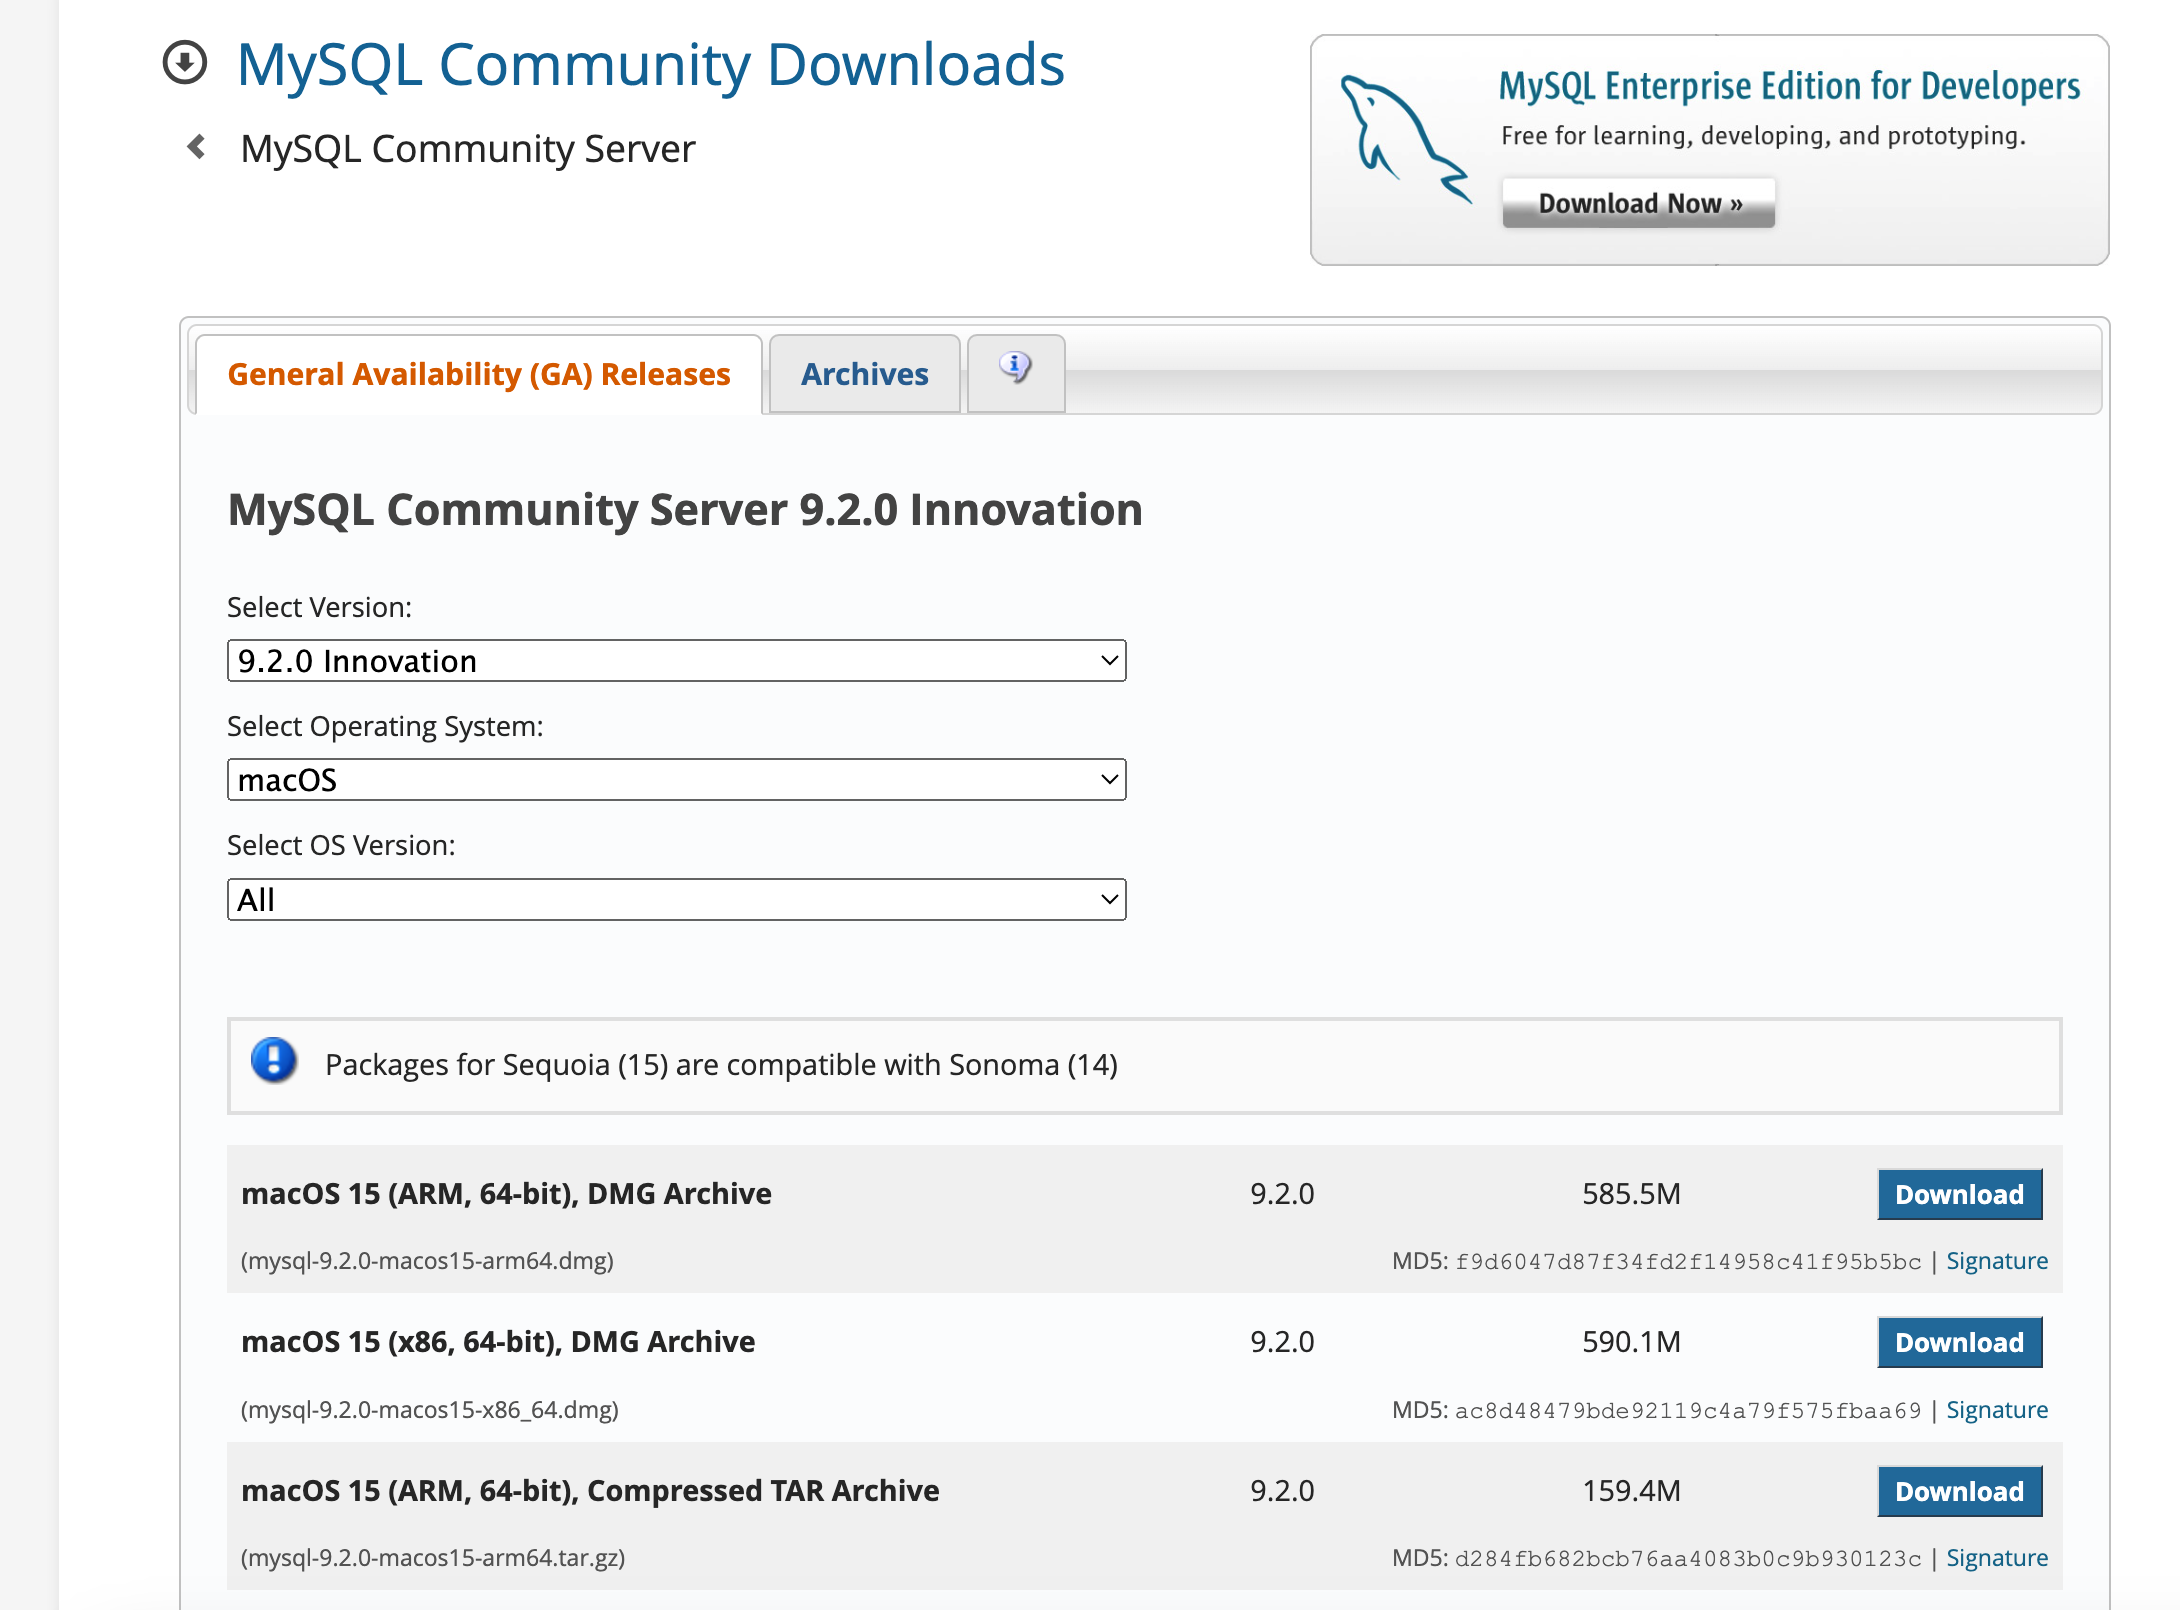 MySQL Community Downloads
MySQL Community Server
MySQL Enterprise Edition for Developers
Free for learning, developing, and prototyping.
Download Now »
General Availability (GA) Releases
Archives
MySQL Community Server 9.2.0 Innovation
Select Version:
9.2.0 Innovation
Select Operating System:
macOS
Select OS Version:
All
Packages for Sequoia (15) are compatible with Sonoma (14)
macOS 15 (ARM, 64-bit), DMG Archive 9.2.0 585.5M Download
(mysql-9.2.0-macos15-arm64.dmg) MD5: f9d6047d87f34fd2f14958c41f95b5bc | Signature
macOS 15 (x86, 64-bit), DMG Archive 9.2.0 590.1M Download
(mysql-9.2.0-macos15-x86_64.dmg) MD5: ac8d48479bde92119c4a79f575fbaa69 | Signature
macOS 15 (ARM, 64-bit), Compressed TAR Archive 9.2.0 159.4M Download
(mysql-9.2.0-macos15-arm64.tar.gz) MD5: d284fb682bcb76aa4083b0c9b930123c | Signature